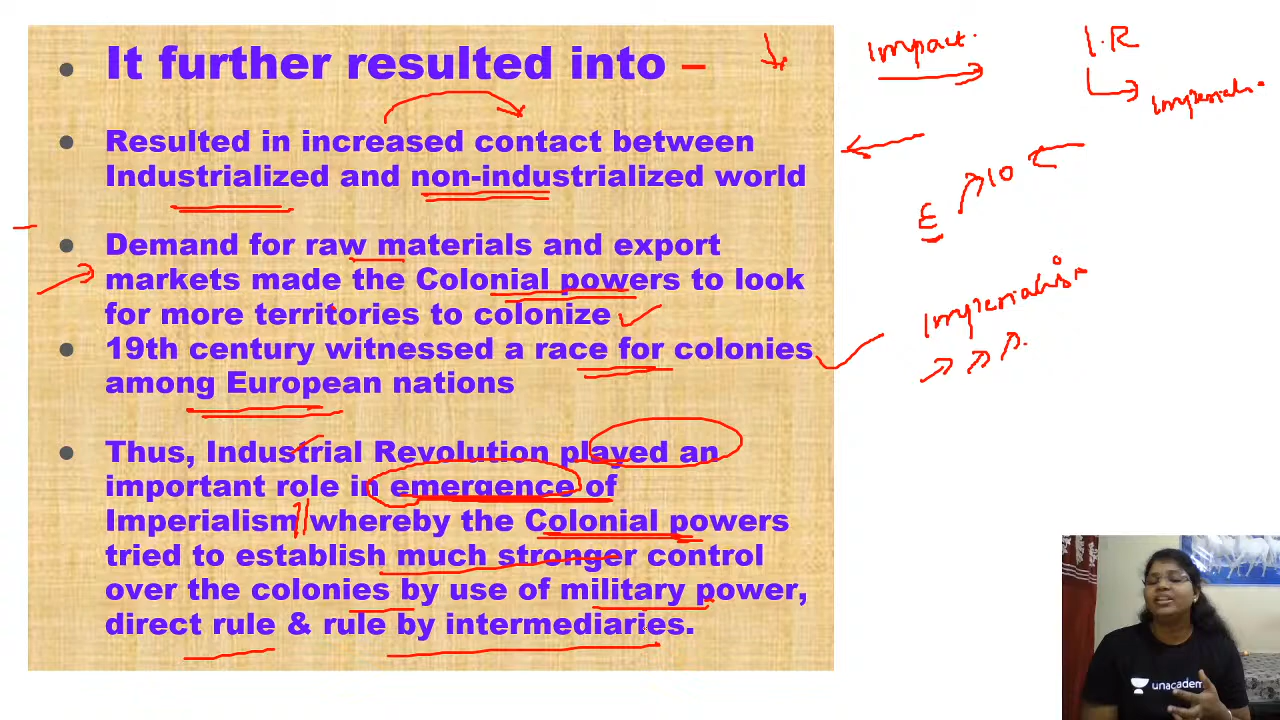 It further resulted into –
Resulted in increased contact between
Industrialized and non-industrialized world
Demand for raw materials and export
markets made the Colonial powers to look
for more territories to colonize
19th century witnessed a race for colonies
among European nations
Thus, Industrial Revolution played an
important role in emergence of
Imperialism whereby the Colonial powers
tried to establish much stronger control
over the colonies by use of military power,
direct rule & rule by intermediaries.
Impact.
I.R
E
10
unacadem